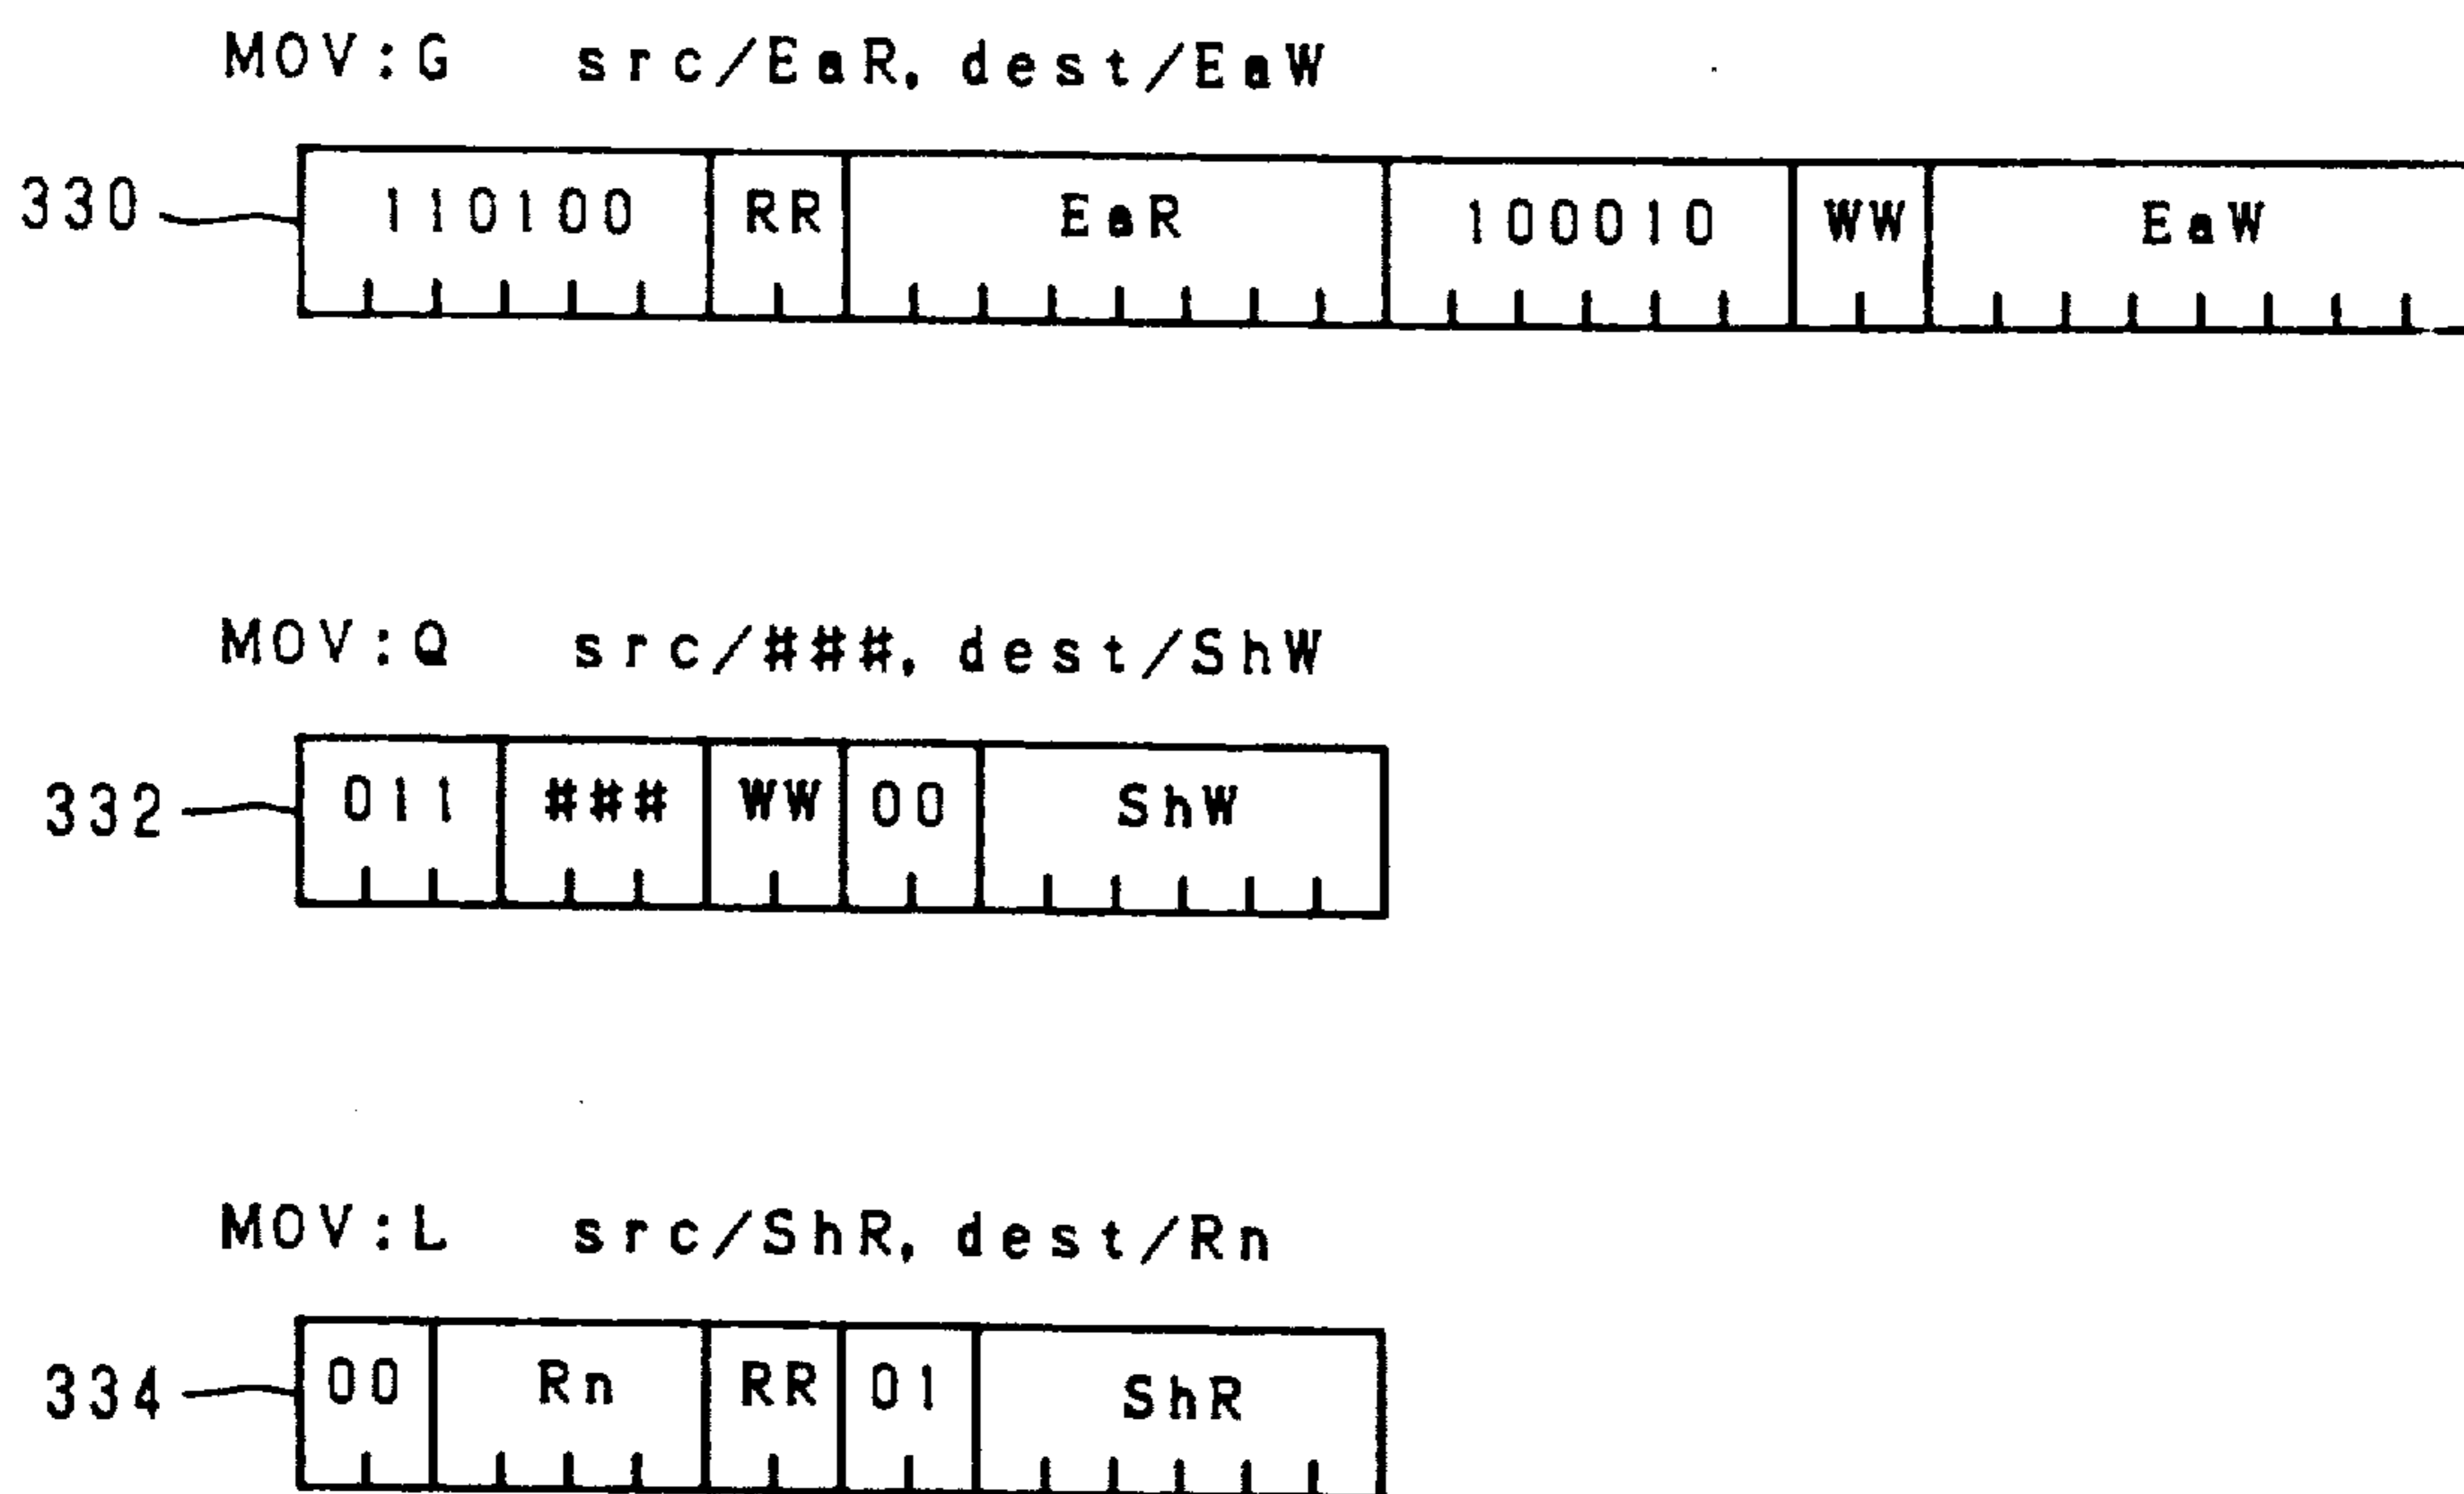 MOV:G src/EaR, dest/EaW
330 110100 RR EaR 100010 WW EaW
MOV:Q src/###, dest/ShW
332 011 ### WW 00 ShW
MOV:L src/ShR, dest/Rn
334 00 Rn RR 01 ShR